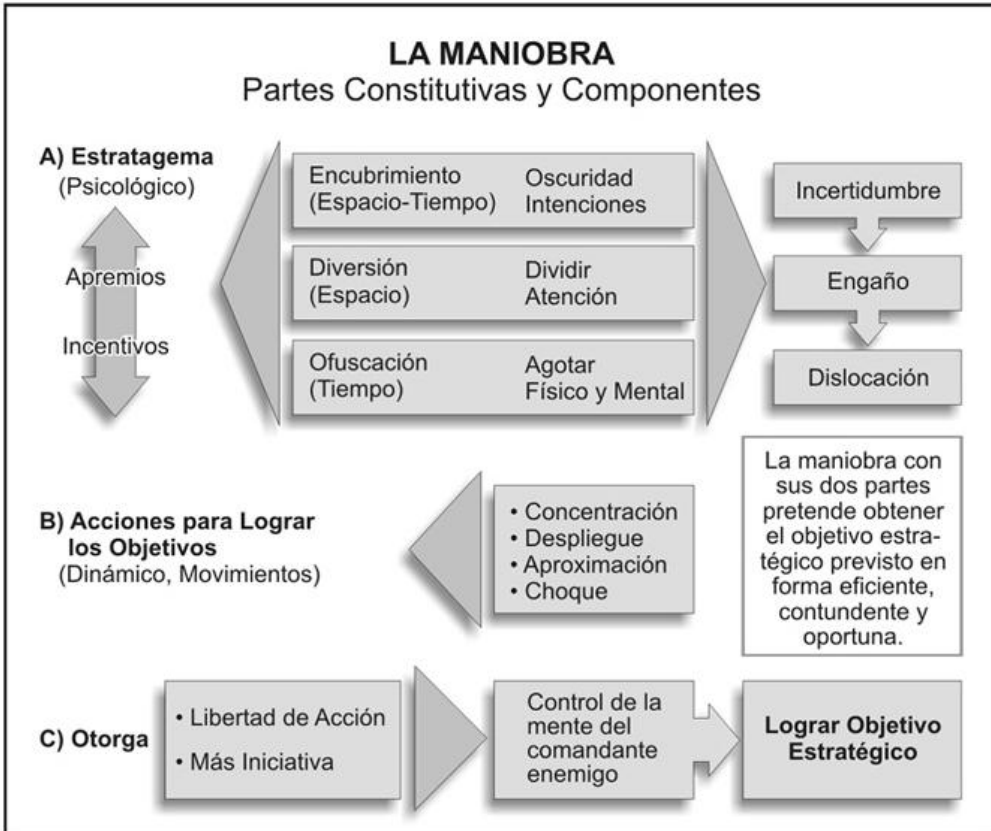 LA MANIOBRA
Partes Constitutivas y Componentes
A) Estratagema
(Psicológico)
Apremios
Incentivos
Encubrimiento
(Espacio-Tiempo)
Oscuridad
Intenciones
Diversión
(Espacio)
Dividir
Atención
Ofuscación
(Tiempo)
Agotar
Físico y Mental
Incertidumbre
Engaño
Dislocación
B) Acciones para Lograr
los Objetivos
(Dinámico, Movimientos)
• Concentración
• Despliegue
• Aproximación
• Choque
La maniobra con
sus dos partes
pretende obtener
el objetivo estra-
tégico previsto en
forma eficiente,
contundente y
oportuna.
C) Otorga
• Libertad de Acción
• Más Iniciativa
Control de la
mente del
comandante
enemigo
Lograr Objetivo
Estratégico